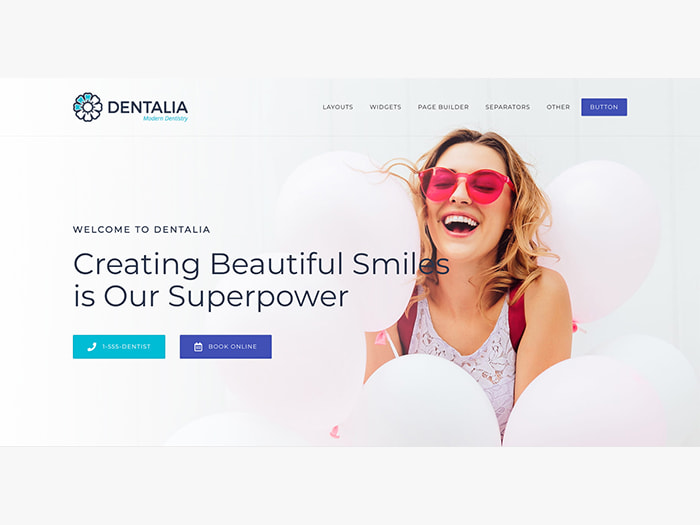 DENTALIA
Modern Dentistry
LAYOUTS WIDGETS PAGE BUILDER SEPARATORS OTHER BUTTON
WELCOME TO DENTALIA
Creating Beautiful Smiles
is Our Superpower
1-555-DENTIST BOOK ONLINE